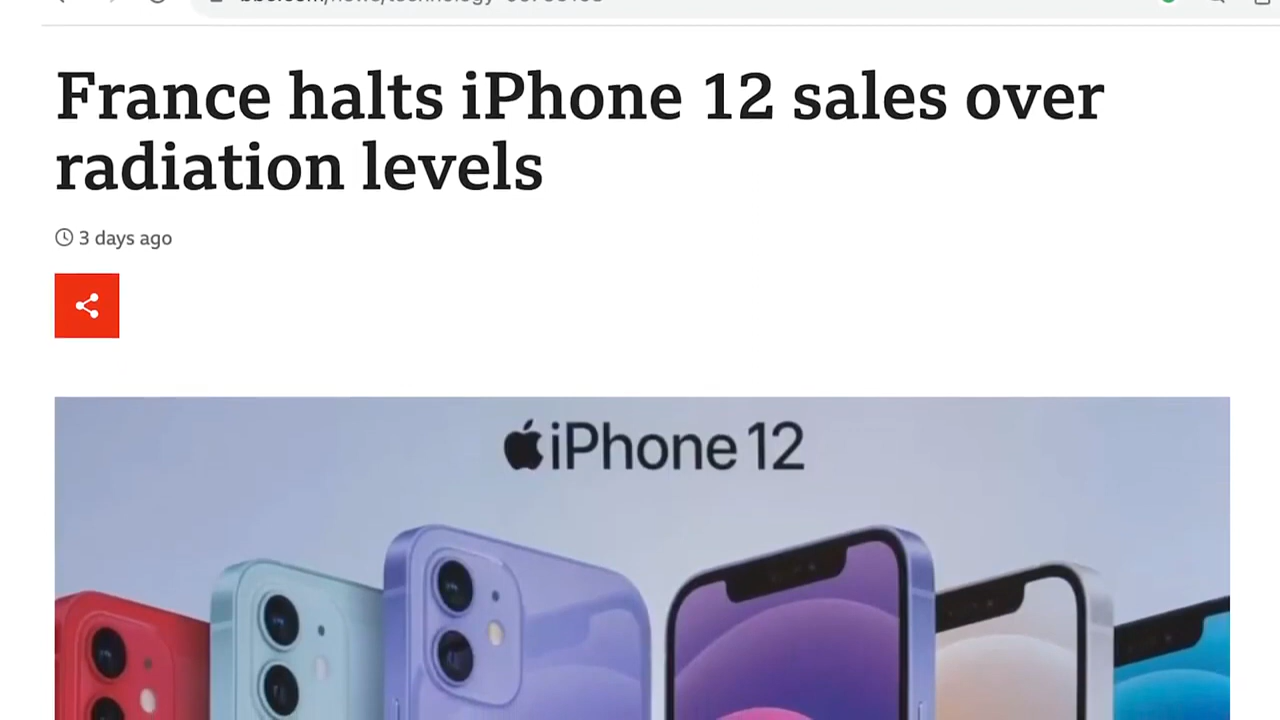 France halts iPhone 12 sales over
radiation levels
3 days ago
iPhone 12